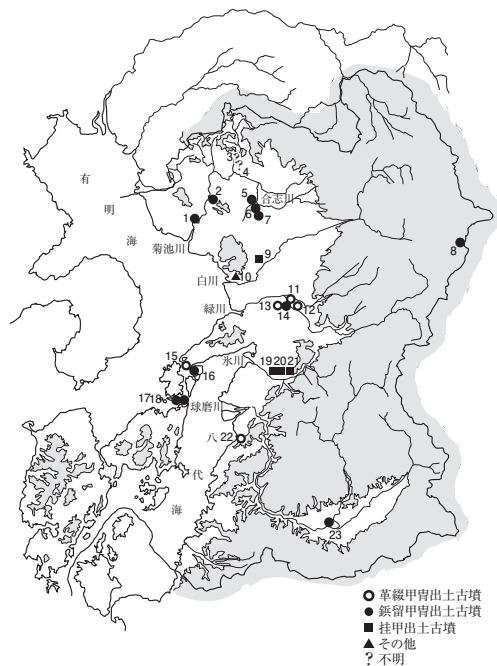 有
明
海
3
?
?
4
合志川
1
2
5
6
7
8
菊池川
9
10
白川
緑川
11
12
13
14
15
16
氷川
19
20
21
17
18
球磨川
八
代
海
22
23
革綴甲冑出土古墳
鋲留甲冑出土古墳
挂甲出土古墳
その他
? 不明